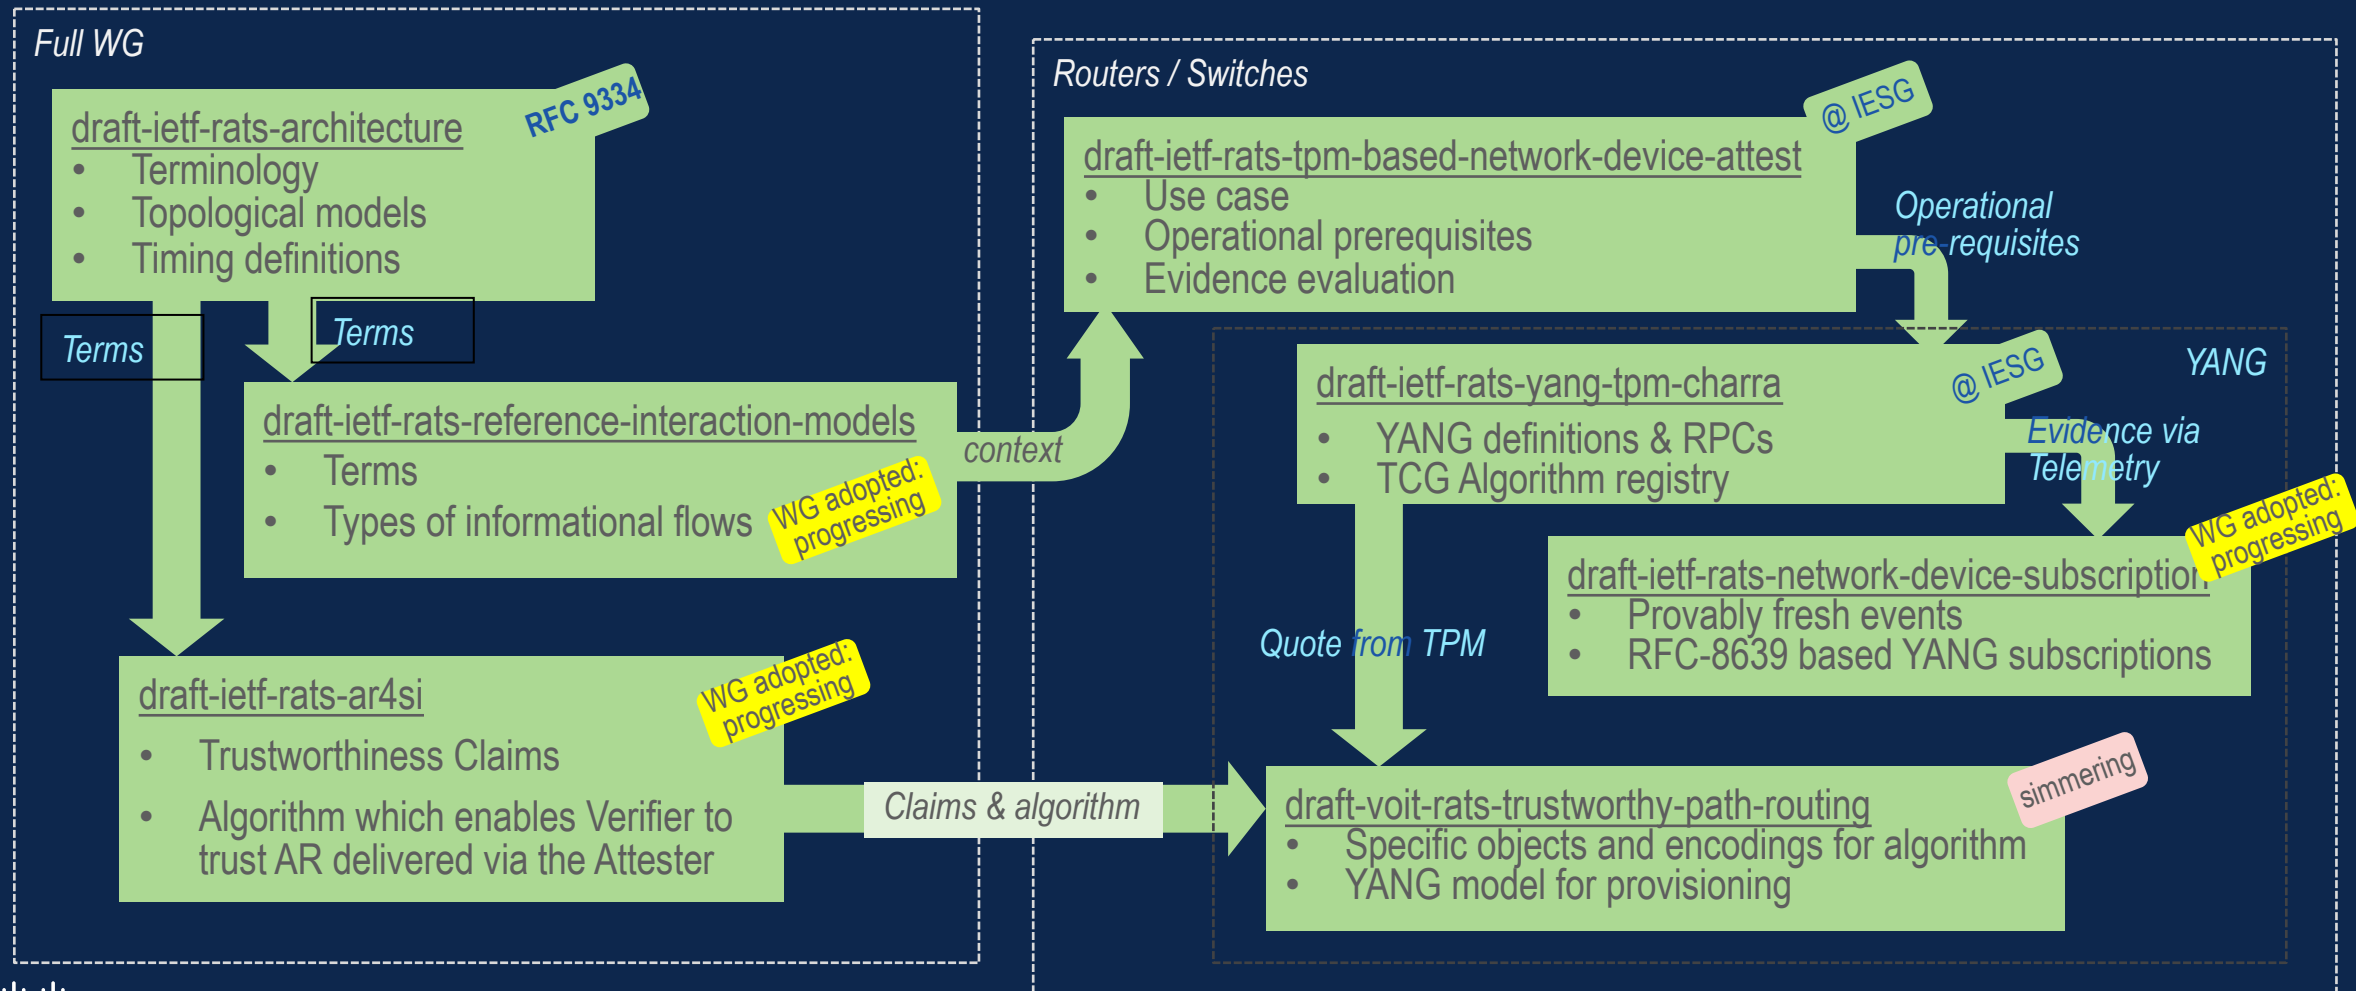 Full WG
draft-ietf-rats-architecture
RFC 9334
• Terminology
• Topological models
• Timing definitions
Terms
Terms
draft-ietf-rats-reference-interaction-models
• Terms
• Types of informational flows
WG adopted:
progressing
context
draft-ietf-rats-ar4si
WG adopted:
progressing
• Trustworthiness Claims
• Algorithm which enables Verifier to
trust AR delivered via the Attester
Claims & algorithm
Routers / Switches
draft-ietf-rats-tpm-based-network-device-attest
@ IESG
• Use case
• Operational prerequisites
• Evidence evaluation
Operational
pre-requisites
YANG
draft-ietf-rats-yang-tpm-charra
@ IESG
• YANG definitions & RPCs
• TCG Algorithm registry
Evidence via
Telemetry
draft-ietf-rats-network-device-subscription
WG adopted:
progressing
• Provably fresh events
• RFC-8639 based YANG subscriptions
Quote from TPM
draft-voit-rats-trustworthy-path-routing
simmering
• Specific objects and encodings for algorithm
• YANG model for provisioning